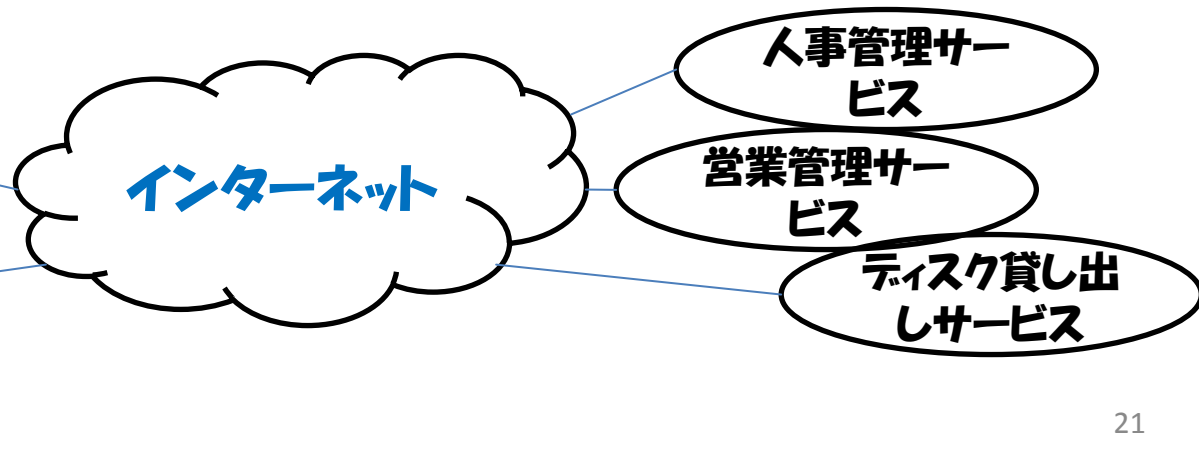 人事管理サー
ビス
インターネット
営業管理サー
ビス
ディスク貸し出
しサービス
21